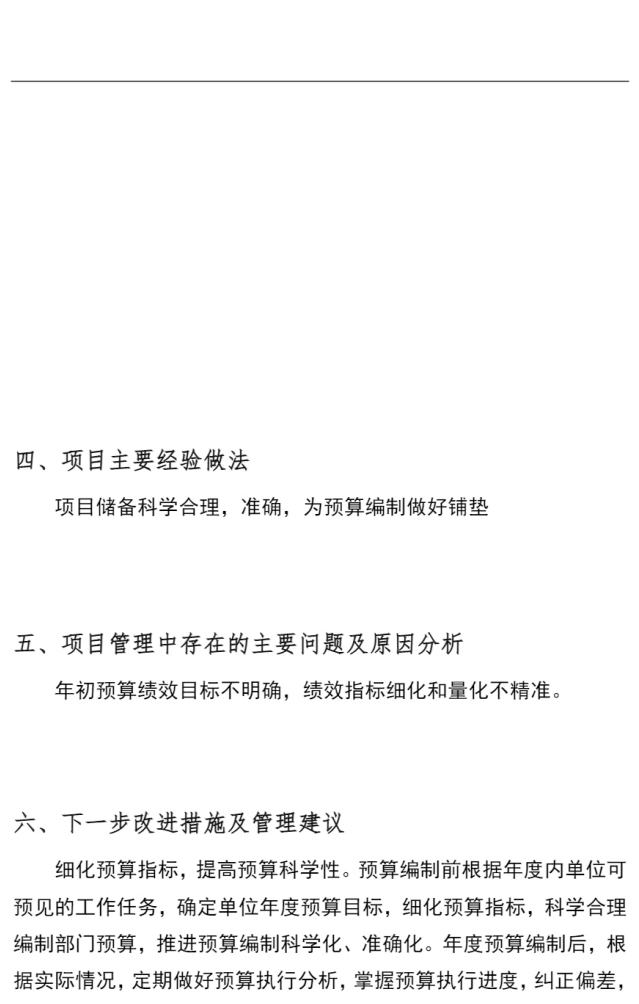 四、项目主要经验做法
项目储备科学合理，准确，为预算编制做好铺垫
五、项目管理中存在的主要问题及原因分析
年初预算绩效目标不明确，绩效指标细化和量化不精准。
六、下一步改进措施及管理建议
细化预算指标，提高预算科学性。预算编制前根据年度内单位可
预见的工作任务，确定单位年度预算目标，细化预算指标，科学合理
编制部门预算，推进预算编制科学化、准确化。年度预算编制后，根
据实际情况，定期做好预算执行分析，掌握预算执行进度，纠正偏差，